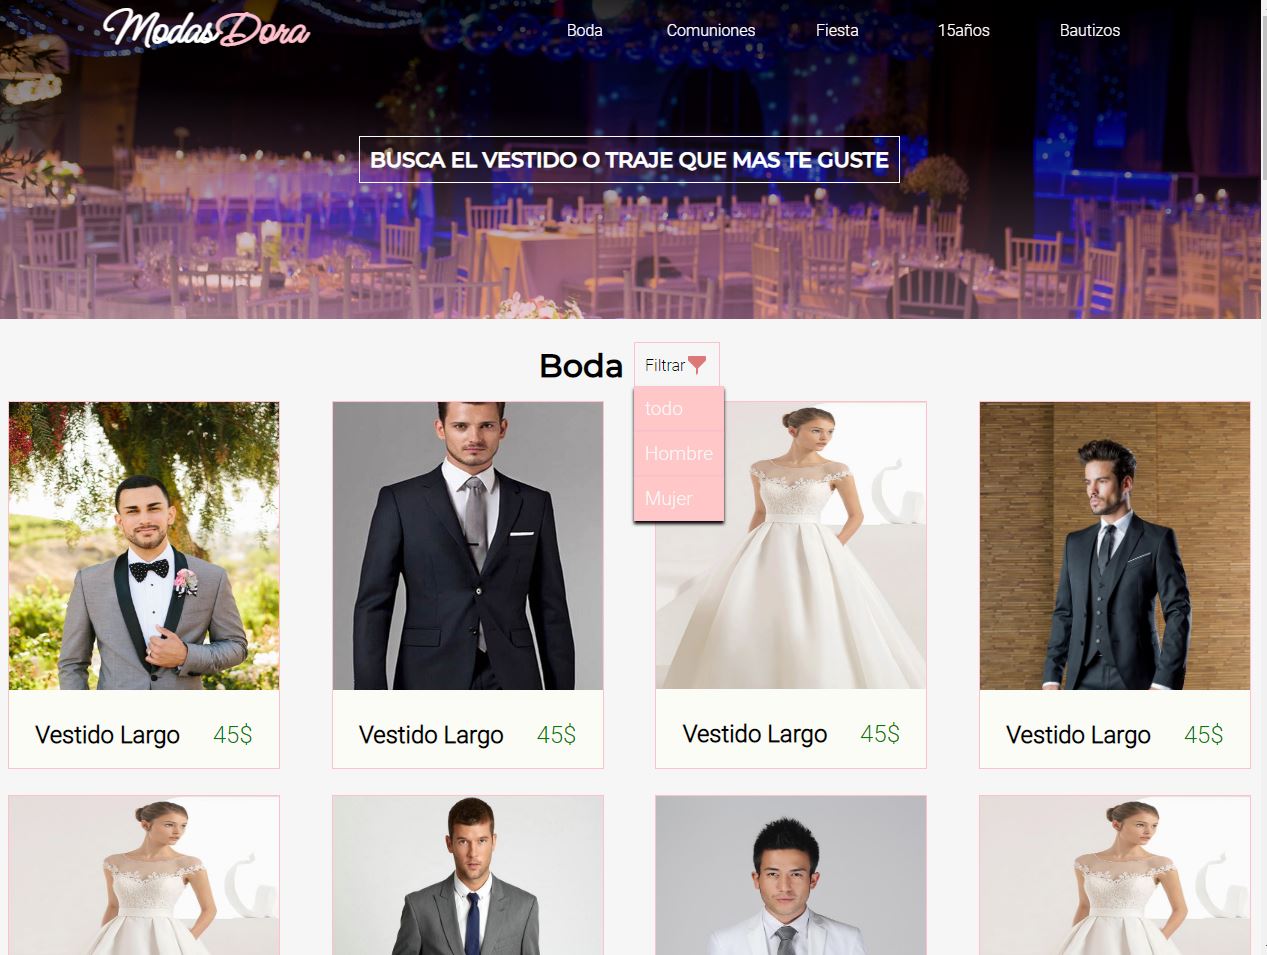 ModasDora
Boda Comuniones Fiesta 15años Bautizos
BUSCA EL VESTIDO O TRAJE QUE MAS TE GUSTE
Boda Filtrar
todo
Hombre
Mujer
Vestido Largo 45$ Vestido Largo 45$ Vestido Largo 45$ Vestido Largo 45$